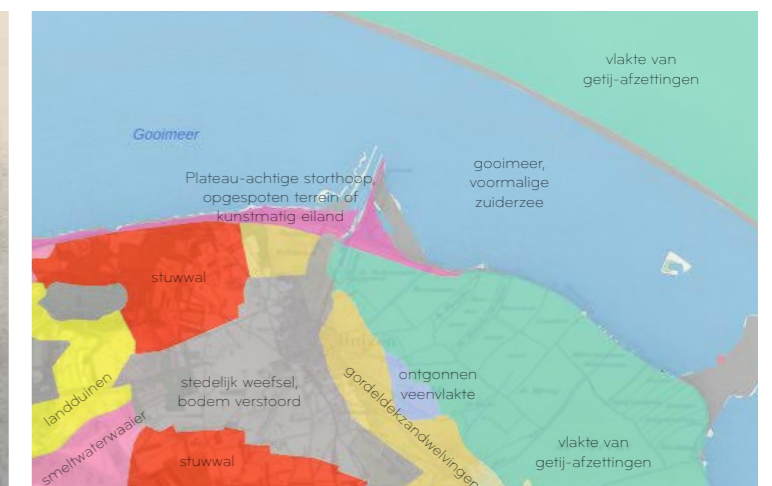 vlakte van
getij-afzettingen
Gooimeer
gooimeer,
voormalige
zuiderzee
Plateau-achtige storthoop,
opgespoten terrein of
kunstmatig eiland
stuwwal
Huizen
ontgonnen
veenvlakte
stedelijk weefsel,
bodem verstoord
gordeldekzandwelvingen
landduinen
smeltwaterwaaier
stuwwal
vlakte van
getij-afzettingen